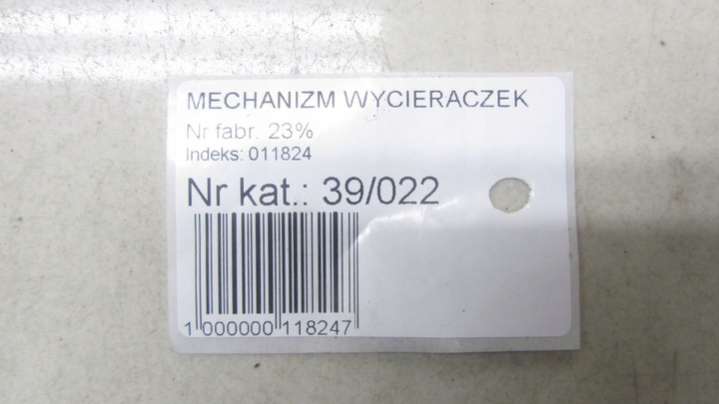 MECHANIZM WYCIERACZEK
Nr fabr. 23%
Indeks: 011824
Nr kat.: 39/022
1 000000 118247